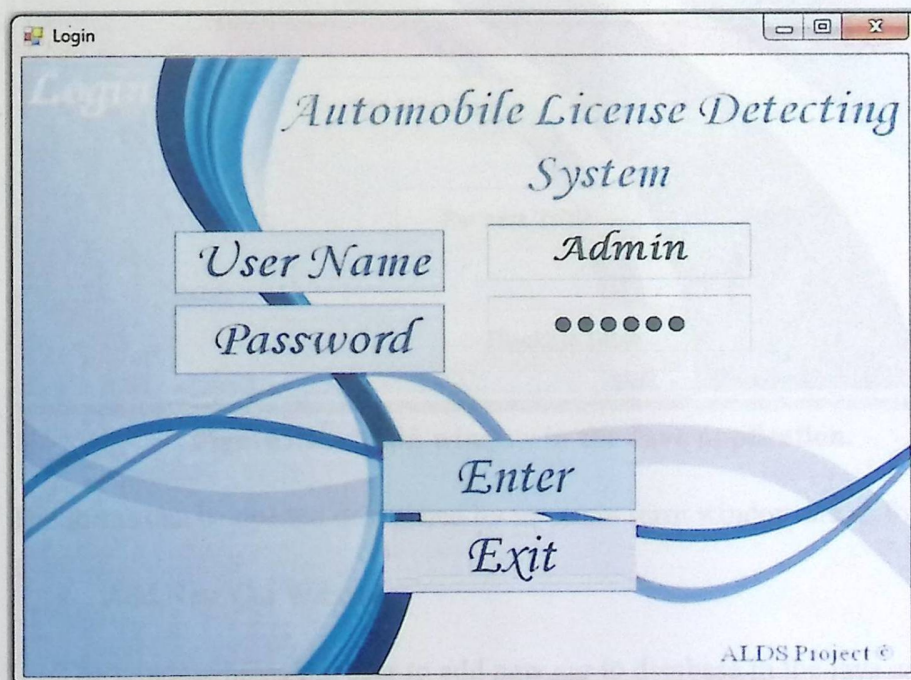 Login
Login
Automobile License Detecting
System
User Name
Admin
Password
●●●●●●
Enter
Exit
ALDS Project ©